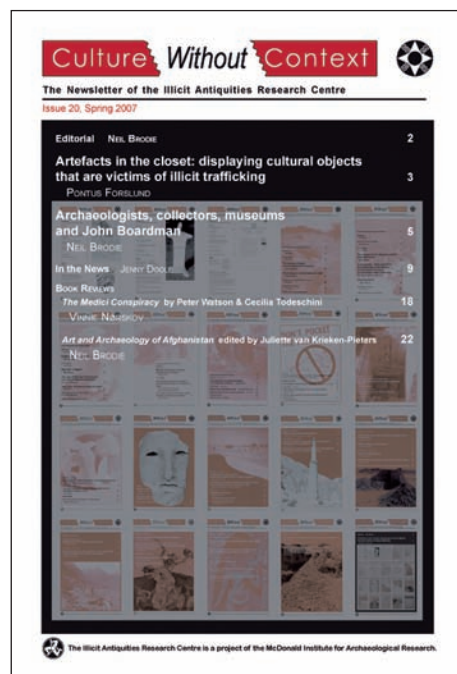 Culture Without Context
The Newsletter of the Illicit Antiquities Research Centre
Issue 20, Spring 2007
Editorial NEIL BRODIE 2
Artefacts in the closet: displaying cultural objects
that are victims of illicit trafficking 3
PONTUS FORSLUND
Archaeologists, collectors, museums
and John Boardman 5
NEIL BRODIE
In the News JENNY DOOLE 9
BOOK REVIEWS
The Medici Conspiracy by Peter Watson & Cecilia Todeschini 18
VINNIE NØRSKOV
Art and Archaeology of Afghanistan edited by Juliette van Krieken-Pieters 22
NEIL BRODIE
The Illicit Antiquities Research Centre is a project of the McDonald Institute for Archaeological Research.